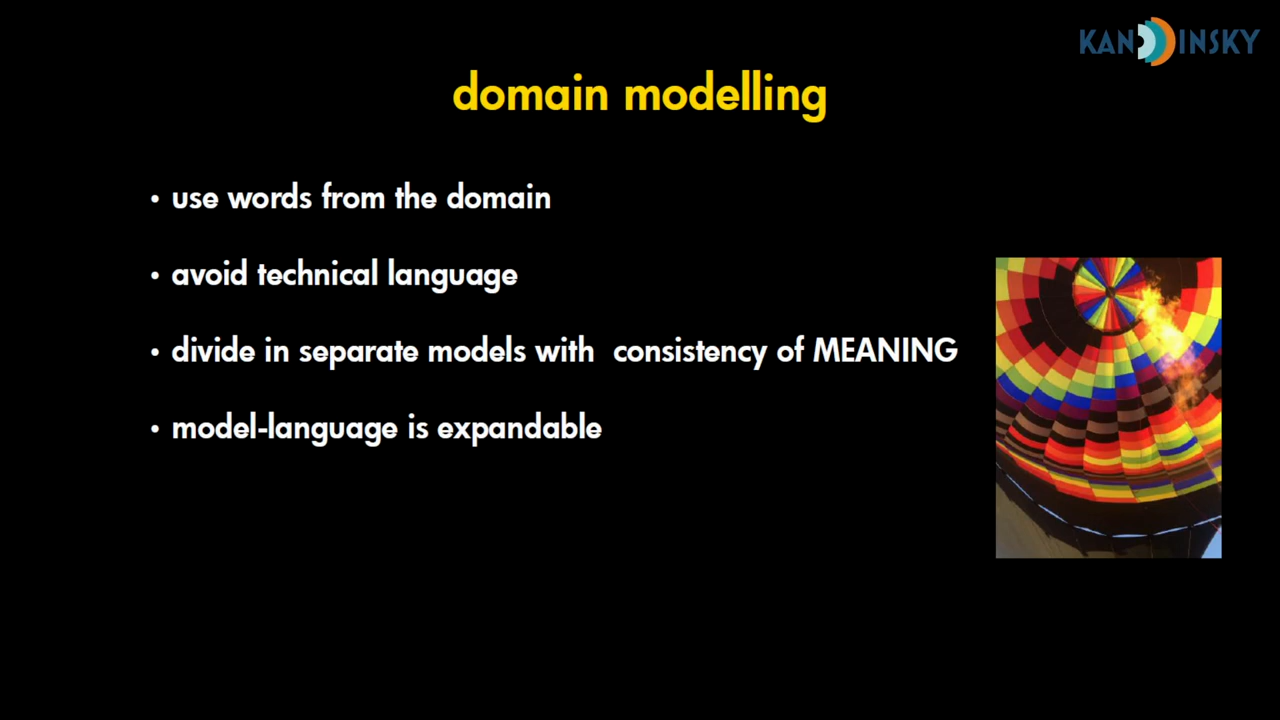 KANDINSKY
domain modelling
• use words from the domain
• avoid technical language
• divide in separate models with  consistency of MEANING
• model-language is expandable